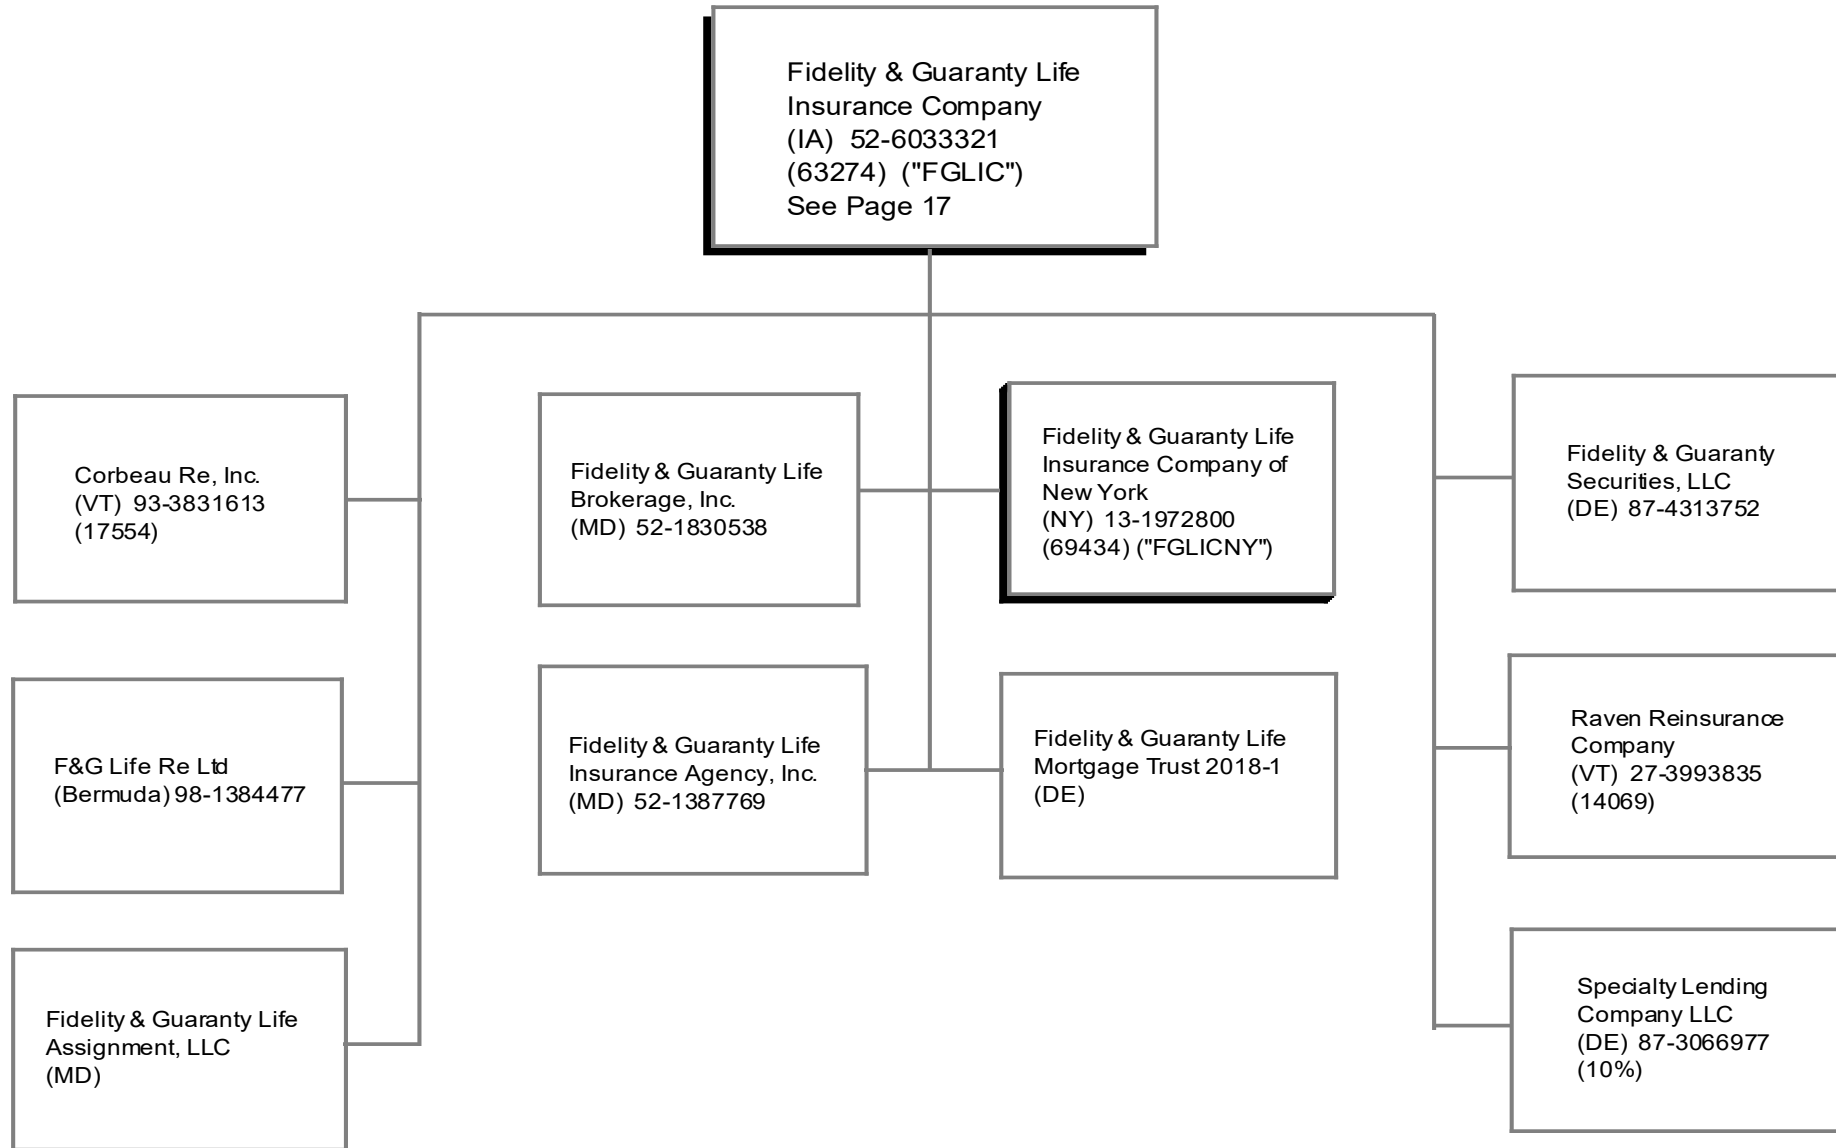 Fidelity & Guaranty Life
Insurance Company
(IA) 52-6033321
(63274) ("FGLIC")
See Page 17
Corbeau Re, Inc.
(VT) 93-3831613
(17554)
Fidelity & Guaranty Life
Brokerage, Inc.
(MD) 52-1830538
Fidelity & Guaranty Life
Insurance Company of
New York
(NY) 13-1972800
(69434) ("FGLICNY")
Fidelity & Guaranty
Securities, LLC
(DE) 87-4313752
F&G Life Re Ltd
(Bermuda) 98-1384477
Fidelity & Guaranty Life
Insurance Agency, Inc.
(MD) 52-1387769
Fidelity & Guaranty Life
Mortgage Trust 2018-1
(DE)
Raven Reinsurance
Company
(VT) 27-3993835
(14069)
Fidelity & Guaranty Life
Assignment, LLC
(MD)
Specialty Lending
Company LLC
(DE) 87-3066977
(10%)